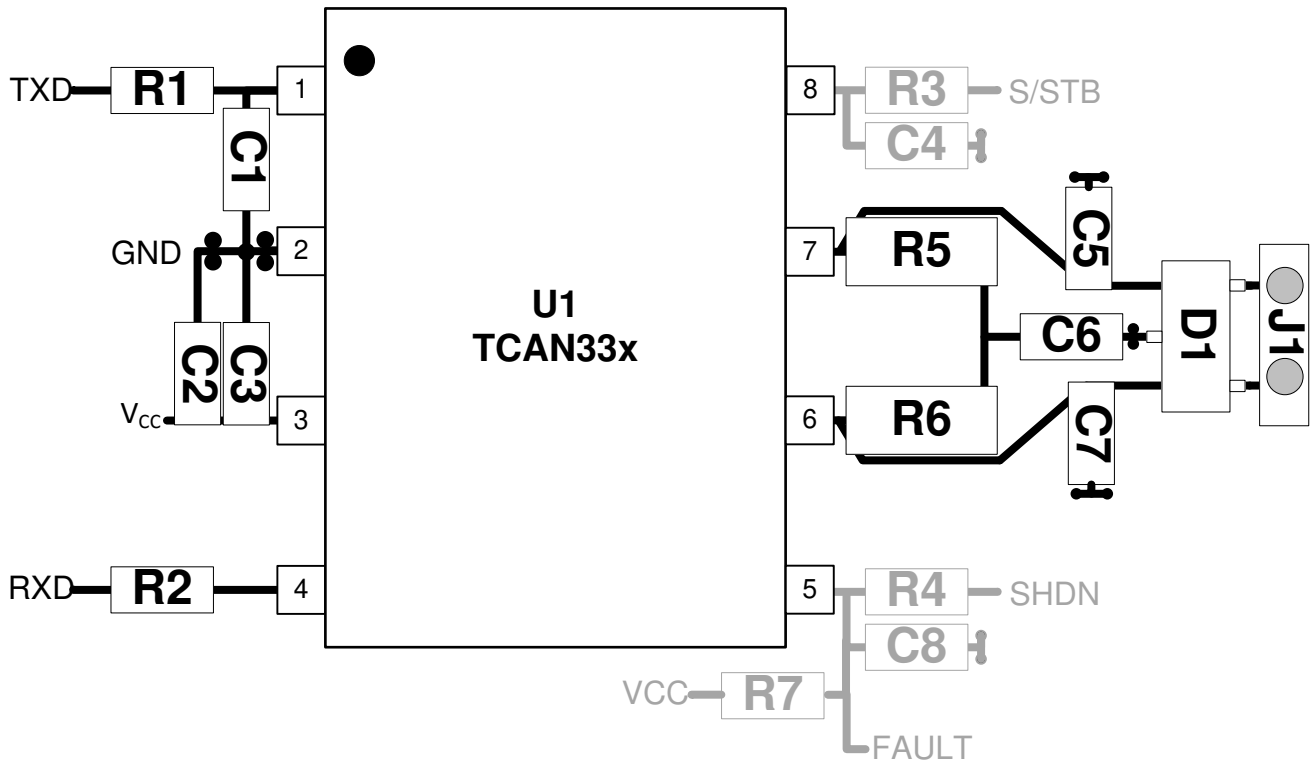 TXD R1 1 8 R3 S/STB
C1 C4
GND 2 7 R5 C5
U1
TCAN33x
C2 C3 C6 D1 J1
VCC 3 6 R6 C7
RXD R2 4 5 R4 SHDN
C8
VCC R7
FAULT